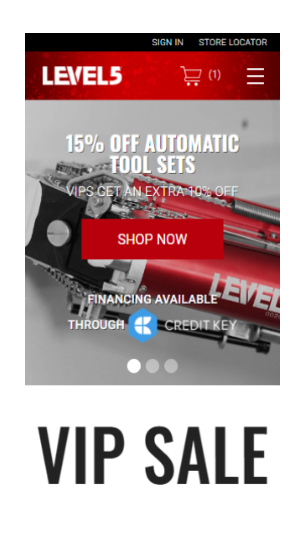 SIGN IN STORE LOCATOR
LEVEL5 (1)
15% OFF AUTOMATIC
TOOL SETS
VIPS GET AN EXTRA 10% OFF
SHOP NOW
LEVEL
FINANCING AVAILABLE
THROUGH CREDIT KEY
VIP SALE